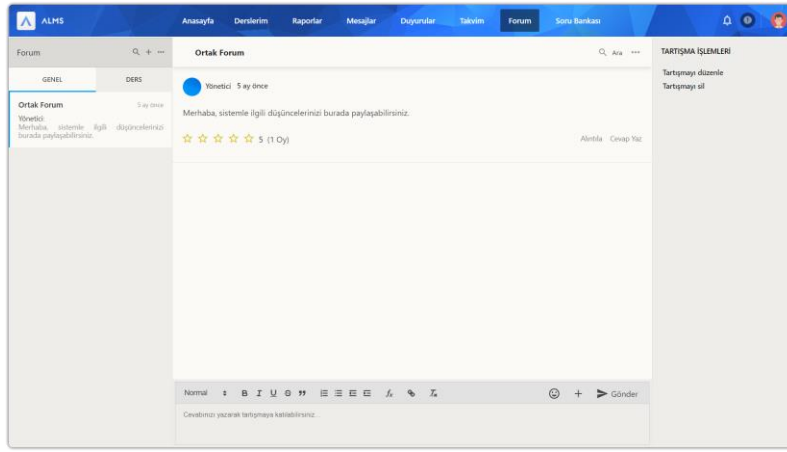 ALMS
Anasayfa Derslerim Raporlar Mesajlar Duyurular Takvim Forum Soru Bankası
Forum
GENEL DERS
Ortak Forum 5 ay önce
Yönetici:
Merhaba, sistemle ilgili düşüncelerinizi
burada paylaşabilirsiniz.
Ortak Forum Ara
Yönetici 5 ay önce
Merhaba, sistemle ilgili düşüncelerinizi burada paylaşabilirsiniz.
5 (1 Oy) Alıntıla Cevap Yaz
Normal B I U S fx Tx Gönder
Cevabınızı yazarak tartışmaya katılabilirsiniz...
TARTIŞMA İŞLEMLERİ
Tartışmayı düzenle
Tartışmayı sil